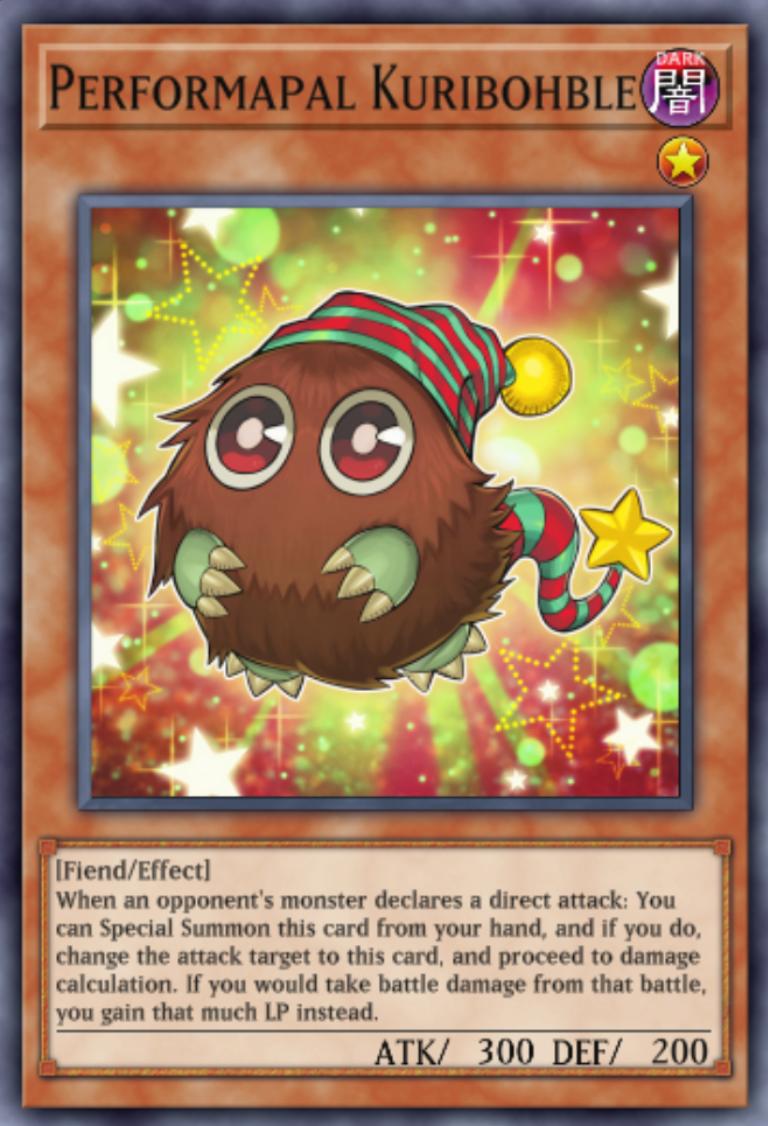 PERFORMAPAL KURIBOHBLE
DARK
闇
[Fiend/Effect]
When an opponent's monster declares a direct attack: You
can Special Summon this card from your hand, and if you do,
change the attack target to this card, and proceed to damage
calculation. If you would take battle damage from that battle,
you gain that much LP instead.
ATK/ 300 DEF/ 200